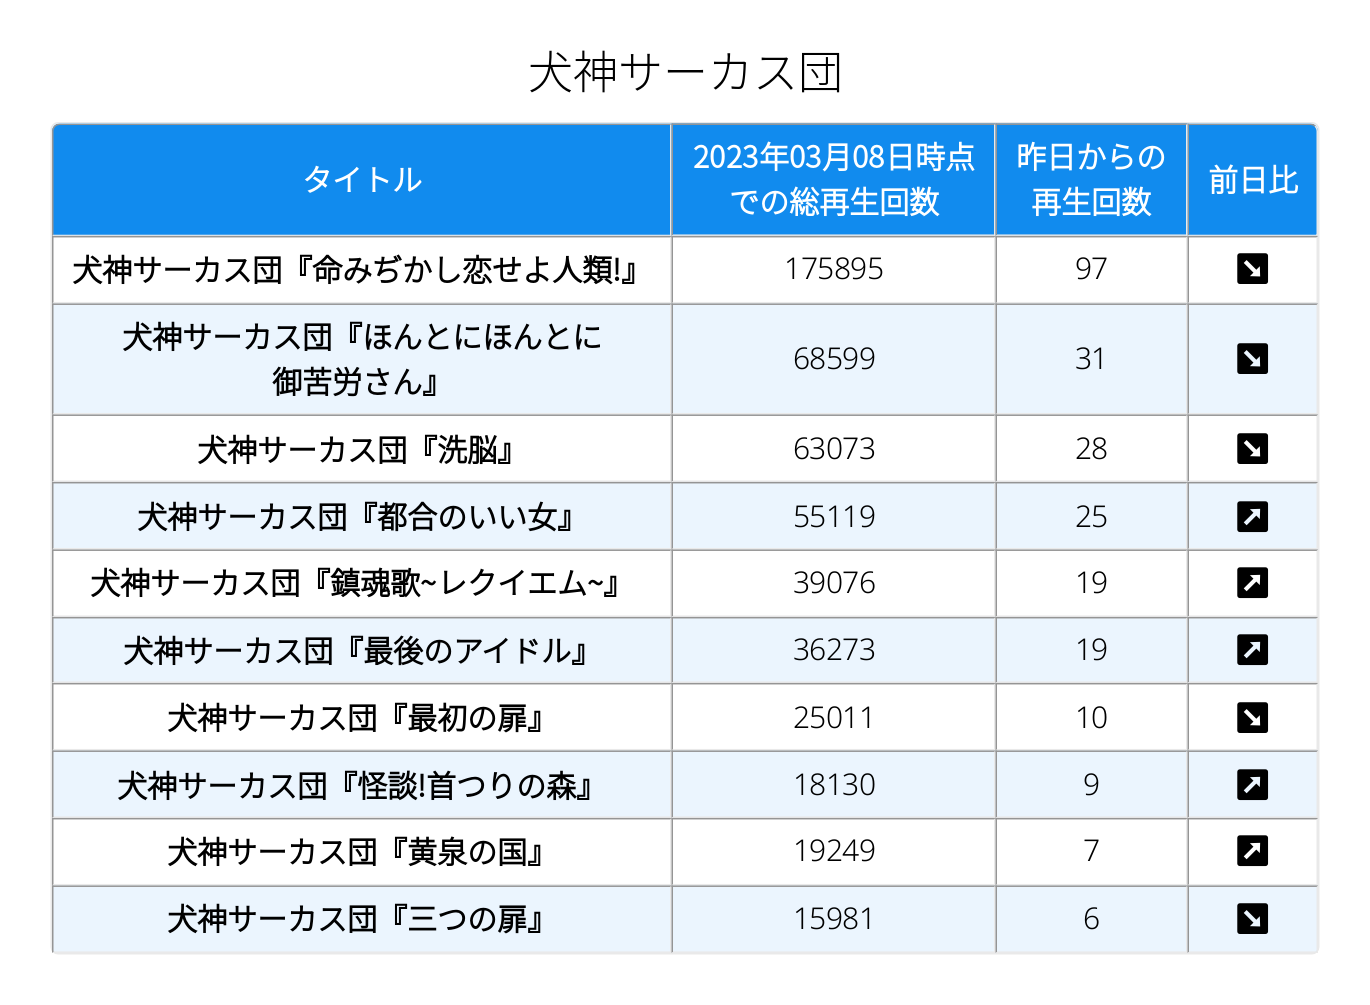 犬神サーカス団
タイトル
2023年03月08日時点
での総再生回数
昨日からの
再生回数
前日比
犬神サーカス団『命みぢかし恋せよ人類!』
175895
97
犬神サーカス団『ほんとにほんとに
御苦労さん』
68599
31
犬神サーカス団『洗脳』
63073
28
犬神サーカス団『都合のいい女』
55119
25
犬神サーカス団『鎮魂歌~レクイエム~』
39076
19
犬神サーカス団『最後のアイドル』
36273
19
犬神サーカス団『最初の扉』
25011
10
犬神サーカス団『怪談!首つりの森』
18130
9
犬神サーカス団『黄泉の国』
19249
7
犬神サーカス団『三つの扉』
15981
6